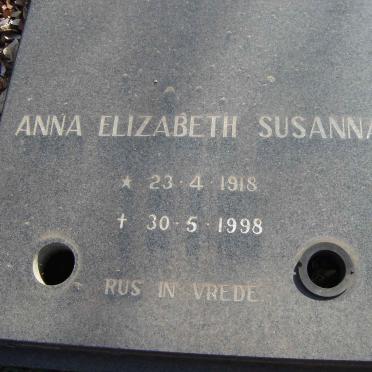 ANNA ELIZABETH SUSANNA
★ 23·4·1918
✝ 30·5·1998
RUS IN VREDE